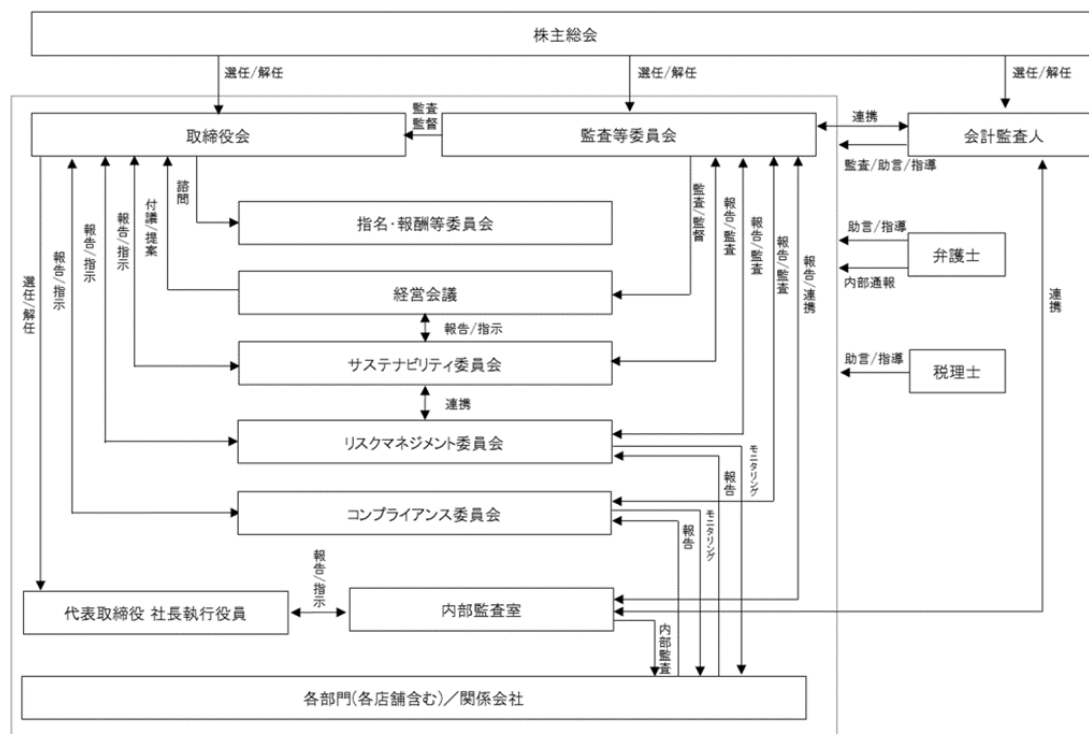 株主総会
選任/解任
選任/解任
選任/解任
取締役会
監査
監督
監査等委員会
連携
会計監査人
監査/助言/指導
諮問
付議/提案
報告/指示
報告/指示
報告/指示
選任/解任
指名・報酬等委員会
監査/監督
報告/監査
報告/監査
報告/監査
報告/連携
助言/指導
弁護士
内部通報
連携
経営会議
報告/指示
サステナビリティ委員会
助言/指導
税理士
連携
リスクマネジメント委員会
モニタリング
報告
コンプライアンス委員会
モニタリング
報告
報告/指示
代表取締役 社長執行役員
内部監査室
内部監査
各部門(各店舗含む)／関係会社